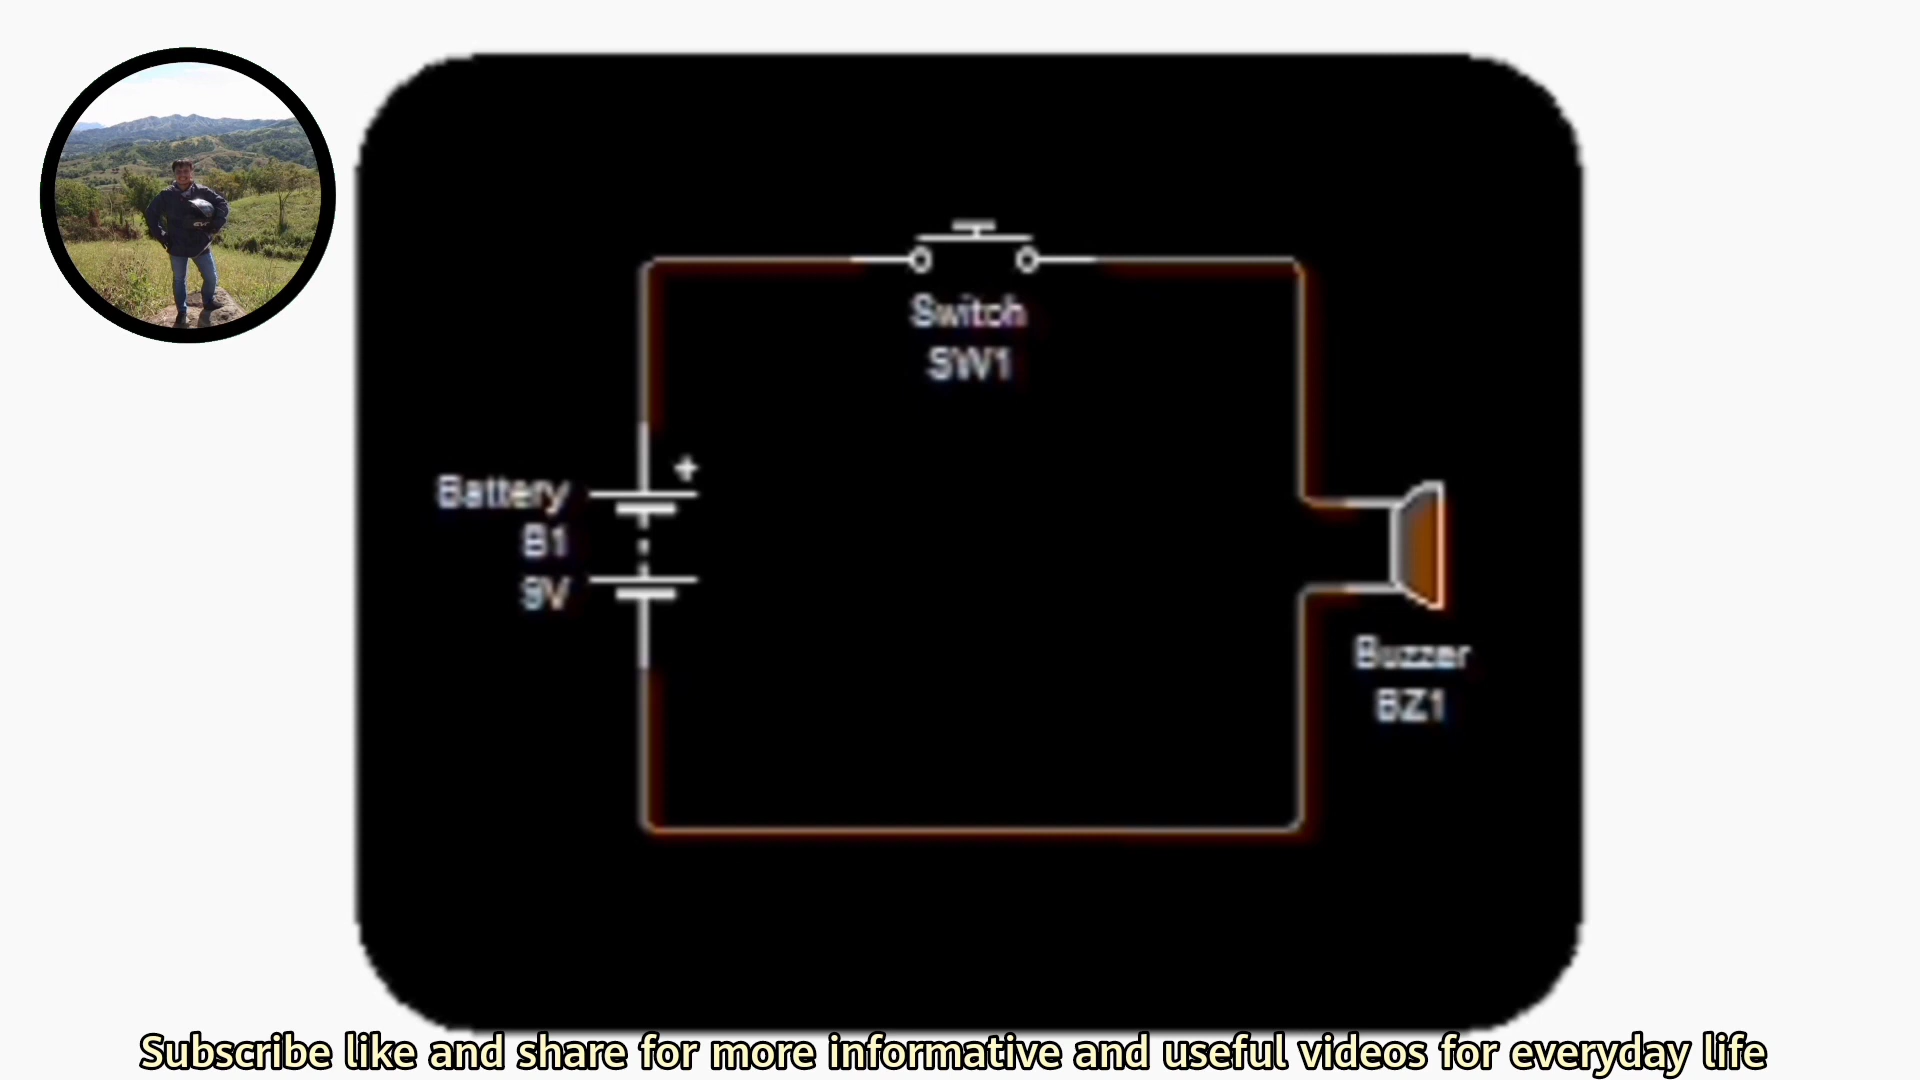 Switch
SW1
+
Battery
B1
9V
Buzzer
BZ1
Subscribe like and share for more informative and useful videos for everyday life